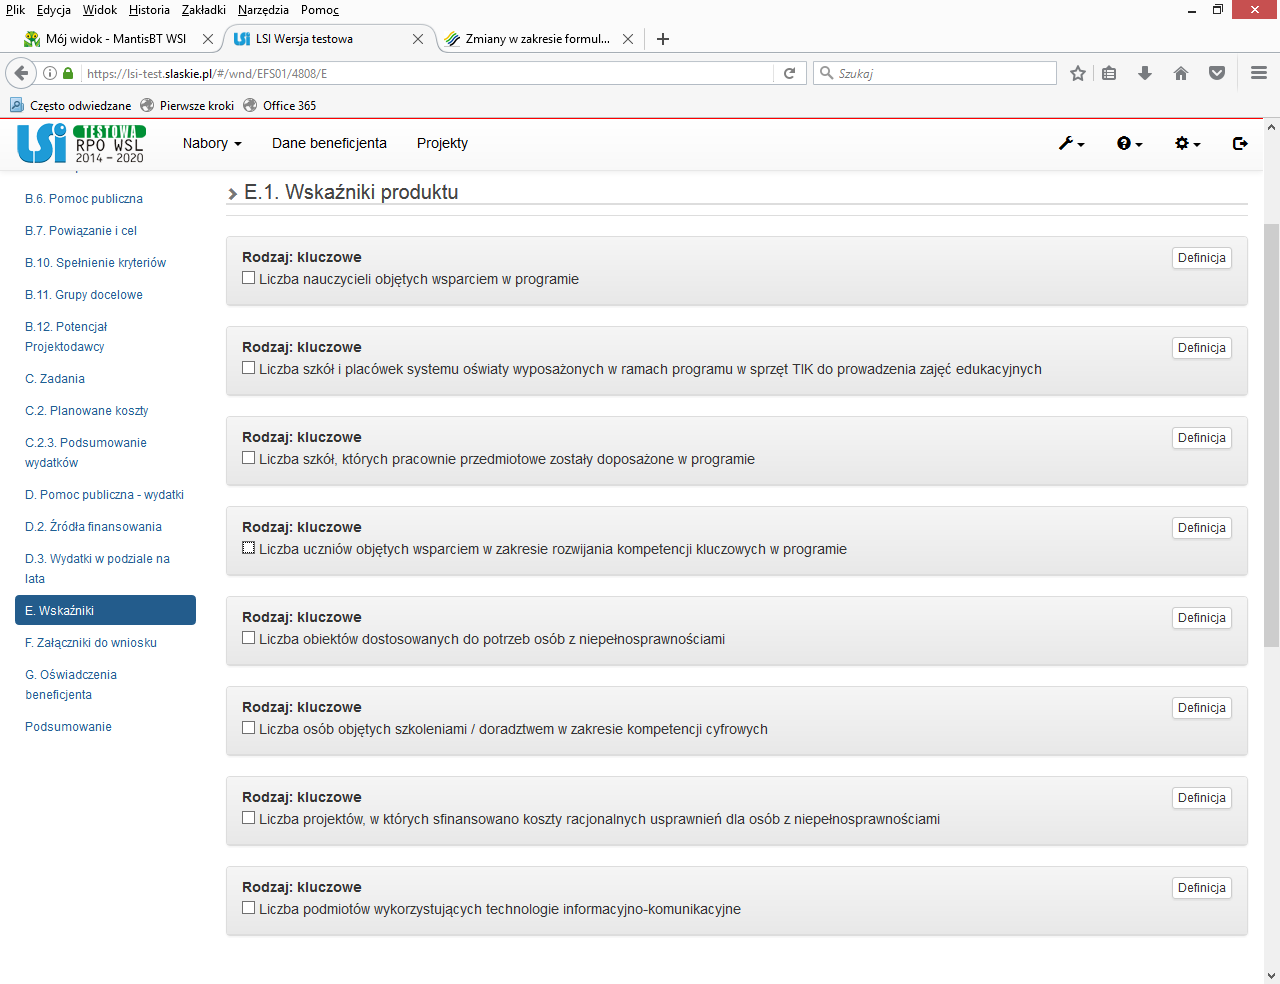 Plik Edycja Widok Historia Zakładki Narzędzia Pomoc
Mój widok - MantisBT WSI
LSI Wersja testowa
Zmiany w zakresie formul...
https://lsi-test.slaskie.pl/#/wnd/EFS01/4808/E
Szukaj
Często odwiedzane
Pierwsze kroki
Office 365
LSI
TESTOWA
RPO WSL
2014 – 2020
Nabory
Dane beneficjenta
Projekty
B.6. Pomoc publiczna
B.7. Powiązanie i cel
B.10. Spełnienie kryteriów
B.11. Grupy docelowe
B.12. Potencjał
Projektodawcy
C. Zadania
C.2. Planowane koszty
C.2.3. Podsumowanie
wydatków
D. Pomoc publiczna - wydatki
D.2. Źródła finansowania
D.3. Wydatki w podziale na
lata
E. Wskaźniki
F. Załączniki do wniosku
G. Oświadczenia
beneficjenta
Podsumowanie
E.1. Wskaźniki produktu
Rodzaj: kluczowe
Definicja
Liczba nauczycieli objętych wsparciem w programie
Rodzaj: kluczowe
Definicja
Liczba szkół i placówek systemu oświaty wyposażonych w ramach programu w sprzęt TIK do prowadzenia zajęć edukacyjnych
Rodzaj: kluczowe
Definicja
Liczba szkół, których pracownie przedmiotowe zostały doposażone w programie
Rodzaj: kluczowe
Definicja
Liczba uczniów objętych wsparciem w zakresie rozwijania kompetencji kluczowych w programie
Rodzaj: kluczowe
Definicja
Liczba obiektów dostosowanych do potrzeb osób z niepełnosprawnościami
Rodzaj: kluczowe
Definicja
Liczba osób objętych szkoleniami / doradztwem w zakresie kompetencji cyfrowych
Rodzaj: kluczowe
Definicja
Liczba projektów, w których sfinansowano koszty racjonalnych usprawnień dla osób z niepełnosprawnościami
Rodzaj: kluczowe
Definicja
Liczba podmiotów wykorzystujących technologie informacyjno-komunikacyjne